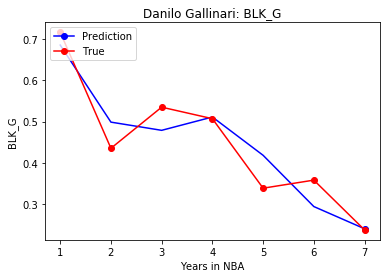 Danilo Gallinari: BLK_G
Prediction
True
BLK_G
0.7
0.6
0.5
0.4
0.3
1 2 3 4 5 6 7
Years in NBA